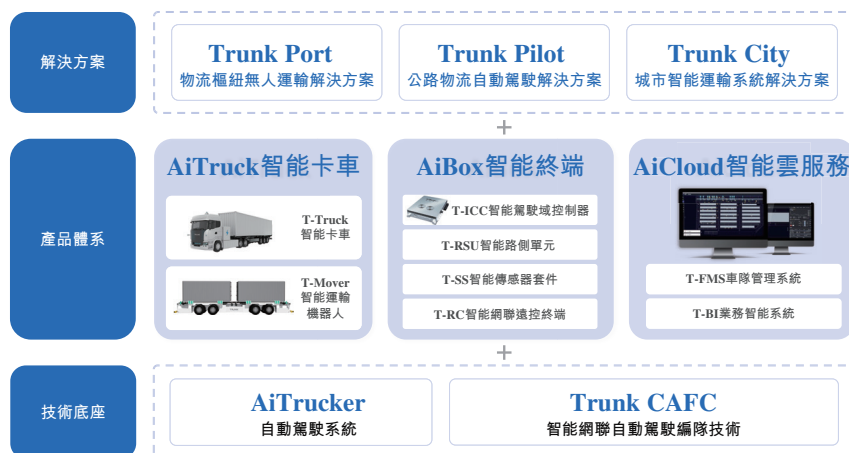 解決方案
Trunk Port
物流樞紐無人運輸解決方案
Trunk Pilot
公路物流自動駕駛解決方案
Trunk City
城市智能運輸系統解決方案
+
產品體系
AiTruck智能卡車
T-Truck
智能卡車
T-Mover
智能運輸
機器人
AiBox智能終端
T-ICC智能駕駛域控制器
T-RSU智能路側單元
T-SS智能傳感器套件
T-RC智能網聯遠控終端
AiCloud智能雲服務
T-FMS車隊管理系統
T-BI業務智能系統
+
技術底座
AiTrucker
自動駕駛系統
Trunk CAFC
智能網聯自動駕駛編隊技術